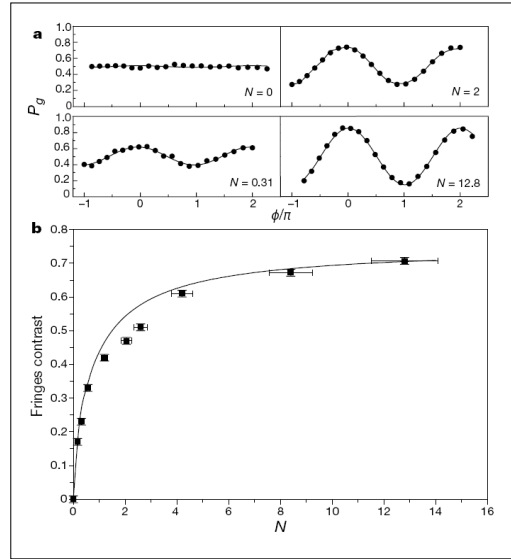 a
1.0
0.8
0.6
0.4
0.2
0
N = 0
N = 2
P_g
1.0
0.8
0.6
0.4
0.2
0
N = 0.31
N = 12.8
-1 0 1 2 -1 0 1 2
ϕ/π
b
0.8
0.7
0.6
0.5
0.4
0.3
0.2
0.1
0
Fringes contrast
0 2 4 6 8 10 12 14 16
N